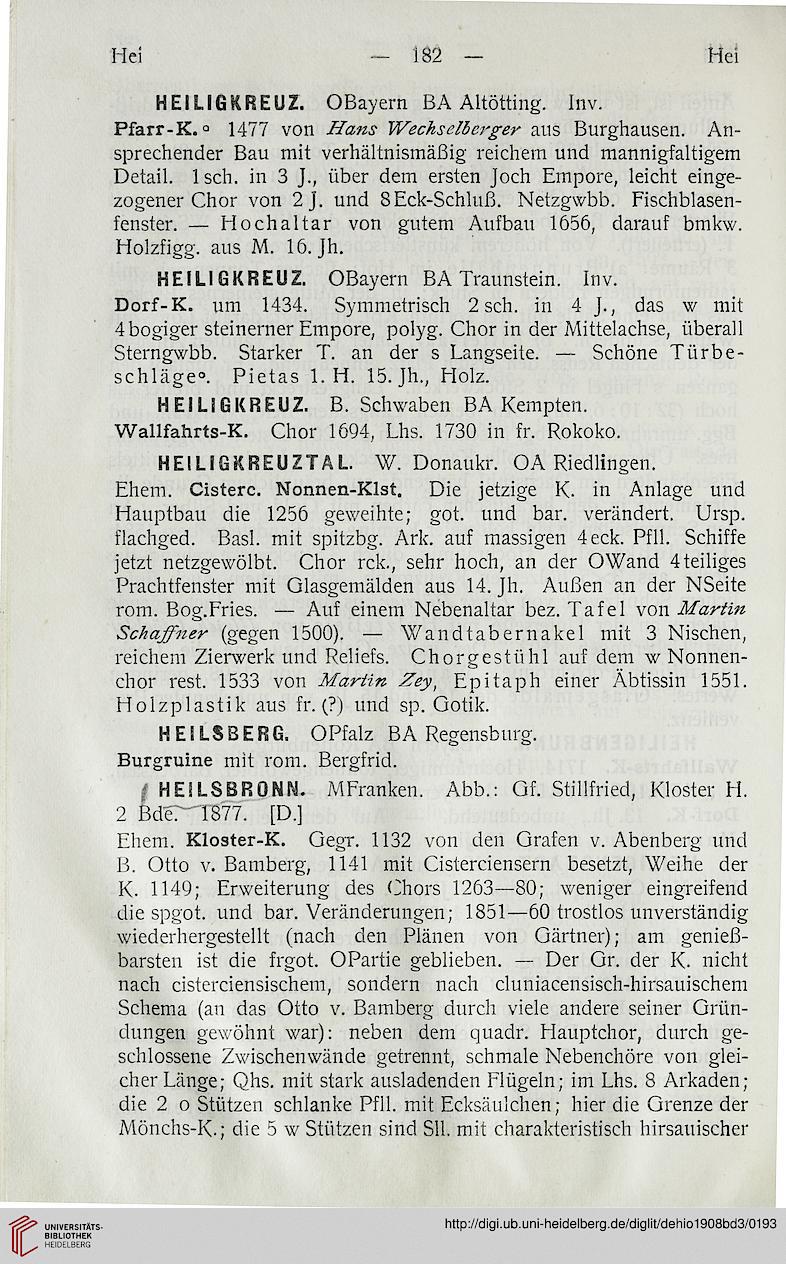 Hei — 182 — Hei
HEILIGKREUZ. OBayern BA Altötting. Inv.
Pfarr-K.° 1477 von Hans Wechselberger aus Burghausen. An-
sprechender Bau mit verhältnismäßig reichem und mannigfaltigem
Detail. 1 sch. in 3 J., über dem ersten Joch Empore, leicht einge-
zogener Chor von 2 J. und 8 Eck-Schluß. Netzgwbb. Fischblasen-
fenster. — Hochaltar von gutem Aufbau 1656, darauf bmkw.
Holzfigg. aus M. 16. Jh.
HEILIGKREUZ. OBayern BA Traunstein. Inv.
Dorf-K. um 1434. Symmetrisch 2 sch. in 4 J., das w mit
4 bogiger steinerner Empore, polyg. Chor in der Mittelachse, überall
Sterngwbb. Starker T. an der s Langseite. — Schöne Türbe-
schläge°. Pietas 1. H. 15. Jh., Holz.
HEILIGKREUZ. B. Schwaben BA Kempten.
Wallfahrts-K. Chor 1694, Lhs. 1730 in fr. Rokoko.
HEILIGKREUZTAL. W. Donaukr. OA Riedlingen.
Ehem. Cisterc. Nonnen-Klst. Die jetzige K. in Anlage und
Hauptbau die 1256 geweihte; got. und bar. verändert. Ursp.
flachged. Basl. mit spitzbg. Ark. auf massigen 4 eck. Pfll. Schiffe
jetzt netzgewölbt. Chor rck., sehr hoch, an der OWand 4 teiliges
Prachtfenster mit Glasgemälden aus 14. Jh. Außen an der NSeite
rom. Bog.Fries. — Auf einem Nebenaltar bez. Tafel von Martin
Schaffner (gegen 1500). — Wandtabernakel mit 3 Nischen,
reichem Zierwerk und Reliefs. Chorgestühl auf dem w Nonnen-
chor rest. 1533 von Martin Zey, Epitaph einer Äbtissin 1551.
Holzplastik aus fr. (?) und sp. Gotik.
HEILSBERG. OPfalz BA Regensburg.
Burgruine mit rom. Bergfrid.
HEILSBRONN. MFranken. Abb.: Gf. Stillfried, Kloster H.
2 Bde. 1877. [D.]
Ehem. Kloster-K. Gegr. 1132 von den Grafen v. Abenberg und
B. Otto v. Bamberg, 1141 mit Cisterciensern besetzt, Weihe der
K. 1149; Erweiterung des Chors 1263—80; weniger eingreifend
die spgot. und bar. Veränderungen; 1851—60 trostlos unverständig
wiederhergestellt (nach den Plänen von Gärtner); am genieß-
barsten ist die frgot. OPartie geblieben. — Der Gr. der K. nicht
nach cisterciensischem, sondern nach cluniacensisch-hirsauischem
Schema (an das Otto v. Bamberg durch viele andere seiner Grün-
dungen gewöhnt war): neben dem quadr. Hauptchor, durch ge-
schlossene Zwischenwände getrennt, schmale Nebenchöre von glei-
cher Länge; Qhs. mit stark ausladenden Flügeln; im Lhs. 8 Arkaden;
die 2 o Stützen schlanke Pfll. mit Ecksäulchen; hier die Grenze der
Mönchs-K.; die 5 w Stützen sind Sll. mit charakteristisch hirsauischer
UNIVERSITÄTS-
BIBLIOTHEK
HEIDELBERG
http://digi.ub.uni-heidelberg.de/diglit/dehio1908bd3/0193